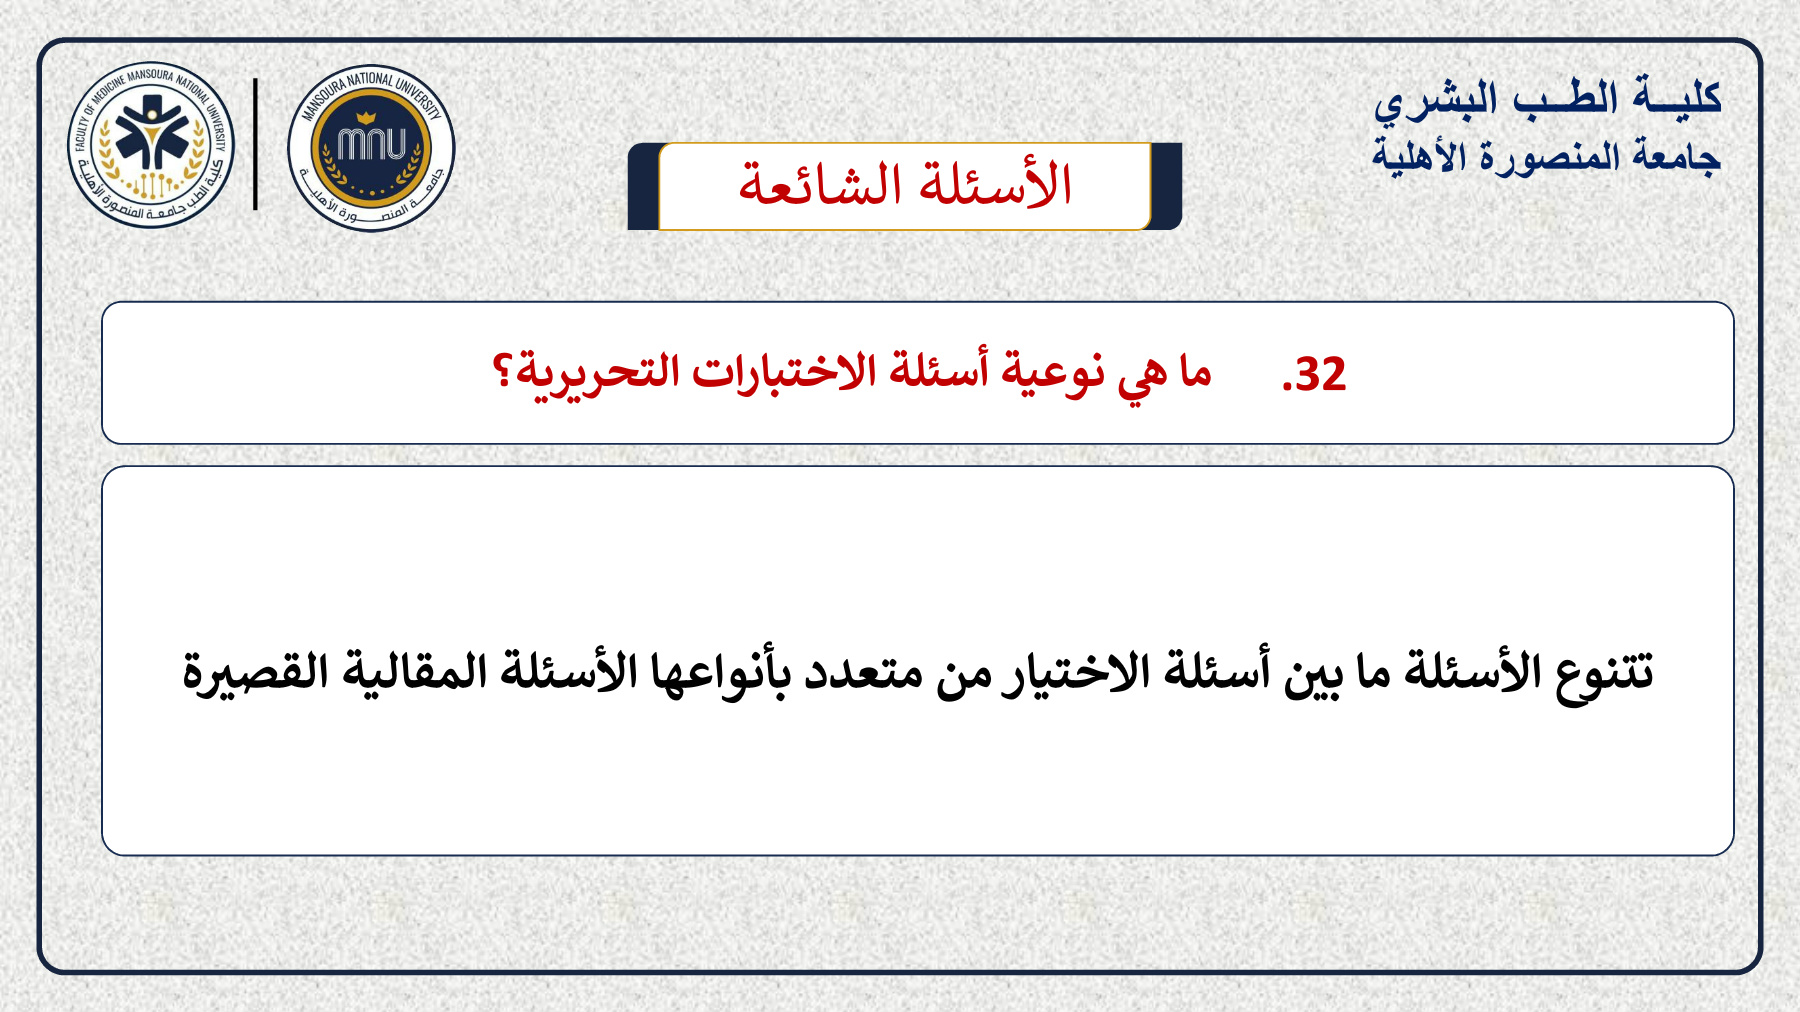 كليـــة الطـــب البشري
جامعة المنصورة الأهلية
FACULTY OF MEDICINE MANSOURA NATIONAL UNIVERSITY
كلية الطب جامعة المنصورة الأهلية
MANSOURA NATIONAL UNIVERSITY
mnu
جامعة المنصورة الأهلية
الأسئلة الشائعة
32. ما هي نوعية أسئلة الاختبارات التحريرية؟
تتنوع الأسئلة ما بين أسئلة الاختيار من متعدد بأنواعها الأسئلة المقالية القصيرة